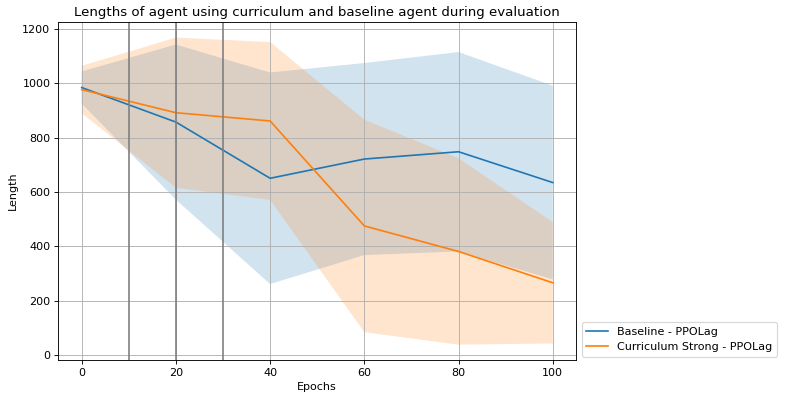 Lengths of agent using curriculum and baseline agent during evaluation
1200
1000
800
600
400
200
0
Length
0 20 40 60 80 100
Epochs
Baseline - PPOLag
Curriculum Strong - PPOLag